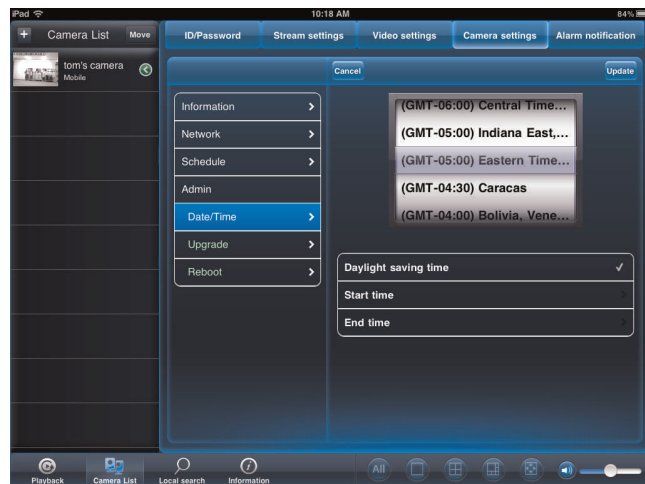 iPad 10:18 AM 84%
+ Camera List Move
ID/Password Stream settings Video settings Camera settings Alarm notification
tom's camera
Mobile
Cancel Update
Information
Network
Schedule
Admin
Date/Time
Upgrade
Reboot
(GMT-06:00) Central Time...
(GMT-05:00) Indiana East,...
(GMT-05:00) Eastern Time...
(GMT-04:30) Caracas
(GMT-04:00) Bolivia, Vene...
Daylight saving time
Start time
End time
Playback Camera List Local search Information
All